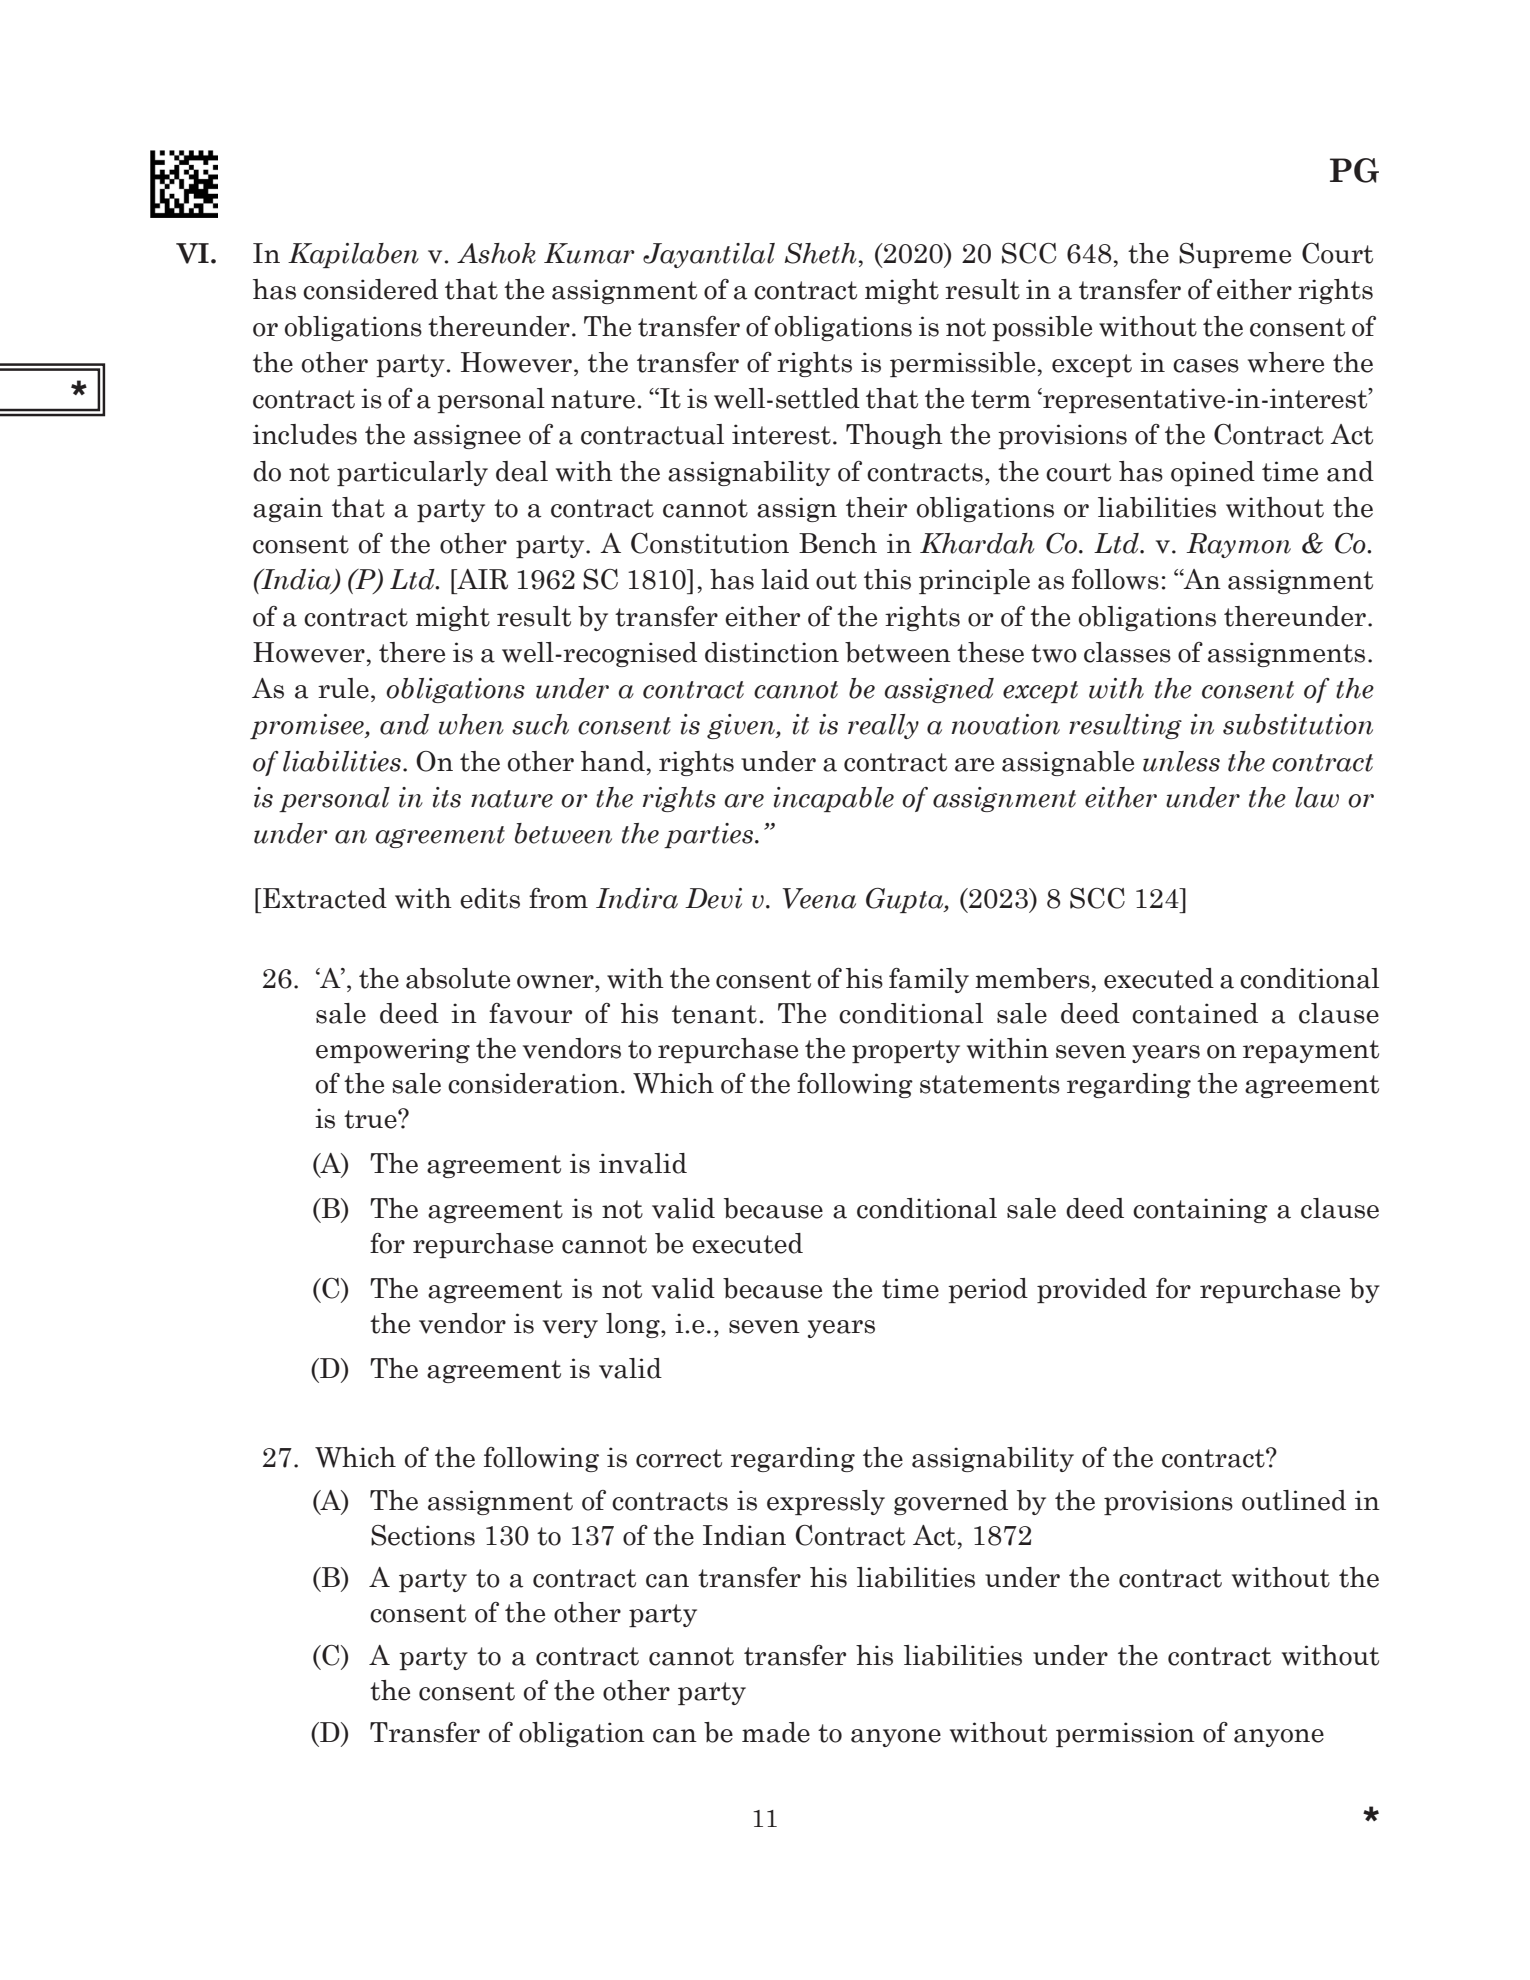 PG
VI. In Kapilaben v. Ashok Kumar Jayantilal Sheth, (2020) 20 SCC 648, the Supreme Court
has considered that the assignment of a contract might result in a transfer of either rights
or obligations thereunder. The transfer of obligations is not possible without the consent of
the other party. However, the transfer of rights is permissible, except in cases where the
* contract is of a personal nature. “It is well-settled that the term ‘representative-in-interest’
includes the assignee of a contractual interest. Though the provisions of the Contract Act
do not particularly deal with the assignability of contracts, the court has opined time and
again that a party to a contract cannot assign their obligations or liabilities without the
consent of the other party. A Constitution Bench in Khardah Co. Ltd. v. Raymon & Co.
(India) (P) Ltd. [AIR 1962 SC 1810], has laid out this principle as follows: “An assignment
of a contract might result by transfer either of the rights or of the obligations thereunder.
However, there is a well-recognised distinction between these two classes of assignments.
As a rule, obligations under a contract cannot be assigned except with the consent of the
promisee, and when such consent is given, it is really a novation resulting in substitution
of liabilities. On the other hand, rights under a contract are assignable unless the contract
is personal in its nature or the rights are incapable of assignment either under the law or
under an agreement between the parties.”
[Extracted with edits from Indira Devi v. Veena Gupta, (2023) 8 SCC 124]
26. ‘A’, the absolute owner, with the consent of his family members, executed a conditional
sale deed in favour of his tenant. The conditional sale deed contained a clause
empowering the vendors to repurchase the property within seven years on repayment
of the sale consideration. Which of the following statements regarding the agreement
is true?
(A) The agreement is invalid
(B) The agreement is not valid because a conditional sale deed containing a clause
for repurchase cannot be executed
(C) The agreement is not valid because the time period provided for repurchase by
the vendor is very long, i.e., seven years
(D) The agreement is valid
27. Which of the following is correct regarding the assignability of the contract?
(A) The assignment of contracts is expressly governed by the provisions outlined in
Sections 130 to 137 of the Indian Contract Act, 1872
(B) A party to a contract can transfer his liabilities under the contract without the
consent of the other party
(C) A party to a contract cannot transfer his liabilities under the contract without
the consent of the other party
(D) Transfer of obligation can be made to anyone without permission of anyone
11 *